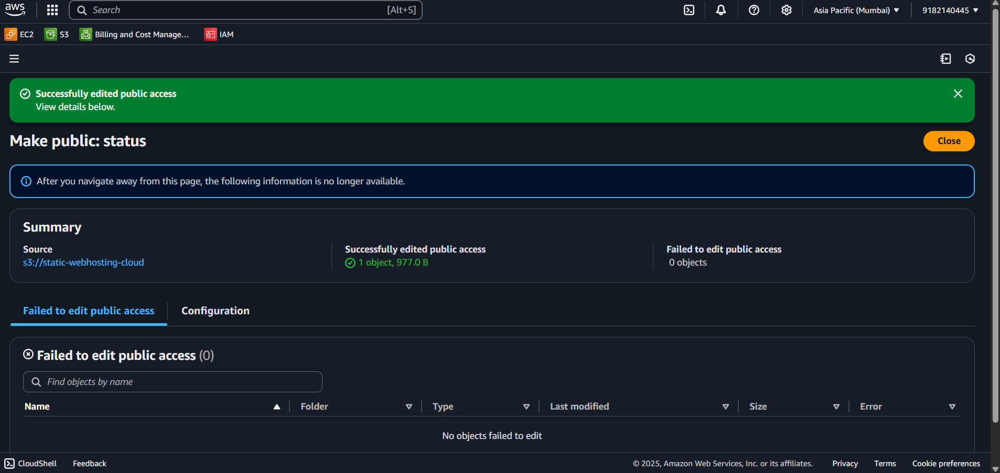 aws
Search [Alt+S]
Asia Pacific (Mumbai)
9182140445
EC2
S3
Billing and Cost Manage...
IAM
Successfully edited public access
View details below.
Make public: status
Close
After you navigate away from this page, the following information is no longer available.
Summary
Source
s3://static-webhosting-cloud
Successfully edited public access
1 object, 977.0 B
Failed to edit public access
0 objects
Failed to edit public access
Configuration
Failed to edit public access (0)
Find objects by name
Name Folder Type Last modified Size Error
No objects failed to edit
CloudShell Feedback © 2025, Amazon Web Services, Inc. or its affiliates. Privacy Terms Cookie preferences